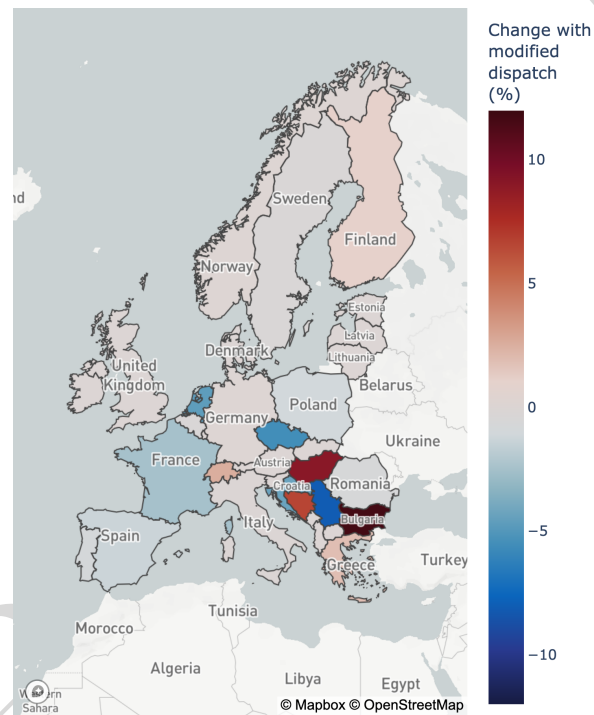 Change with
modified
dispatch
(%)
10
5
0
−5
−10
nd
Sweden
Finland
Norway
Estonia
Latvia
Denmark
Lithuania
United
Kingdom
Belarus
Poland
Germany
Ukraine
France
Austria
Croatia
Romania
Bulgaria
Italy
Spain
Greece
Turkey
Tunisia
Morocco
Algeria
Libya
Egypt
Western
Sahara
© Mapbox © OpenStreetMap